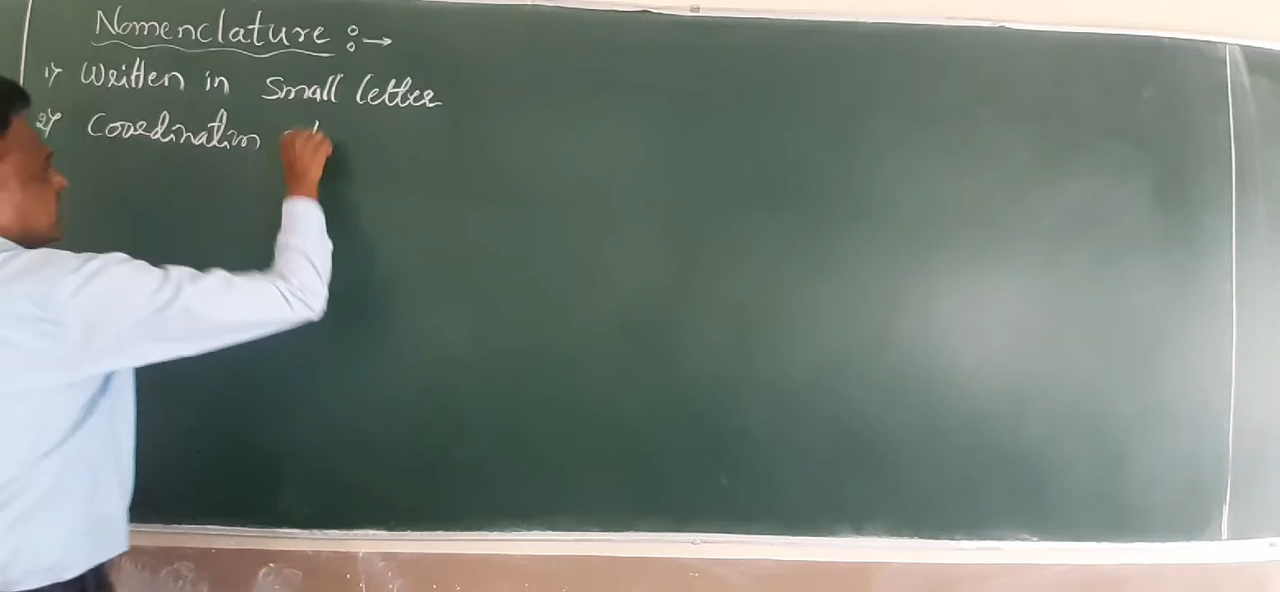 Nomenclature :→
1) Written in Small letter
2) Coordination